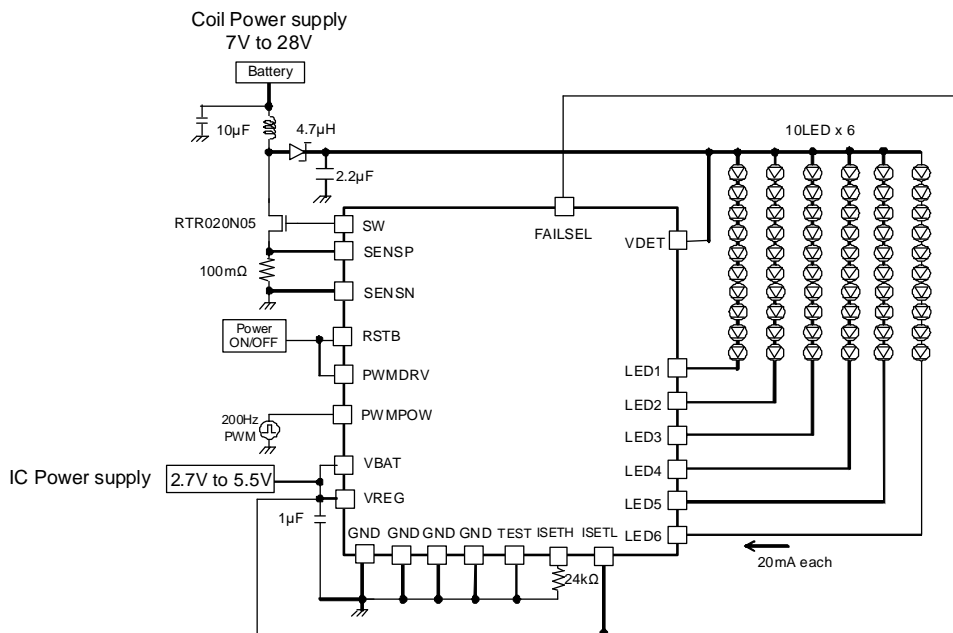 Coil Power supply
7V to 28V
Battery
10µF
4.7µH
10LED x 6
2.2µF
RTR020N05
SW
FAILSEL
VDET
SENSP
100mΩ
SENSN
Power
ON/OFF
RSTB
PWMDRV
LED1
LED2
200Hz
PWM
PWMPOW
LED3
IC Power supply
2.7V to 5.5V
VBAT
LED4
VREG
LED5
1µF
GND
GND
GND
GND
TEST
ISETH
ISETL
LED6
24kΩ
20mA each